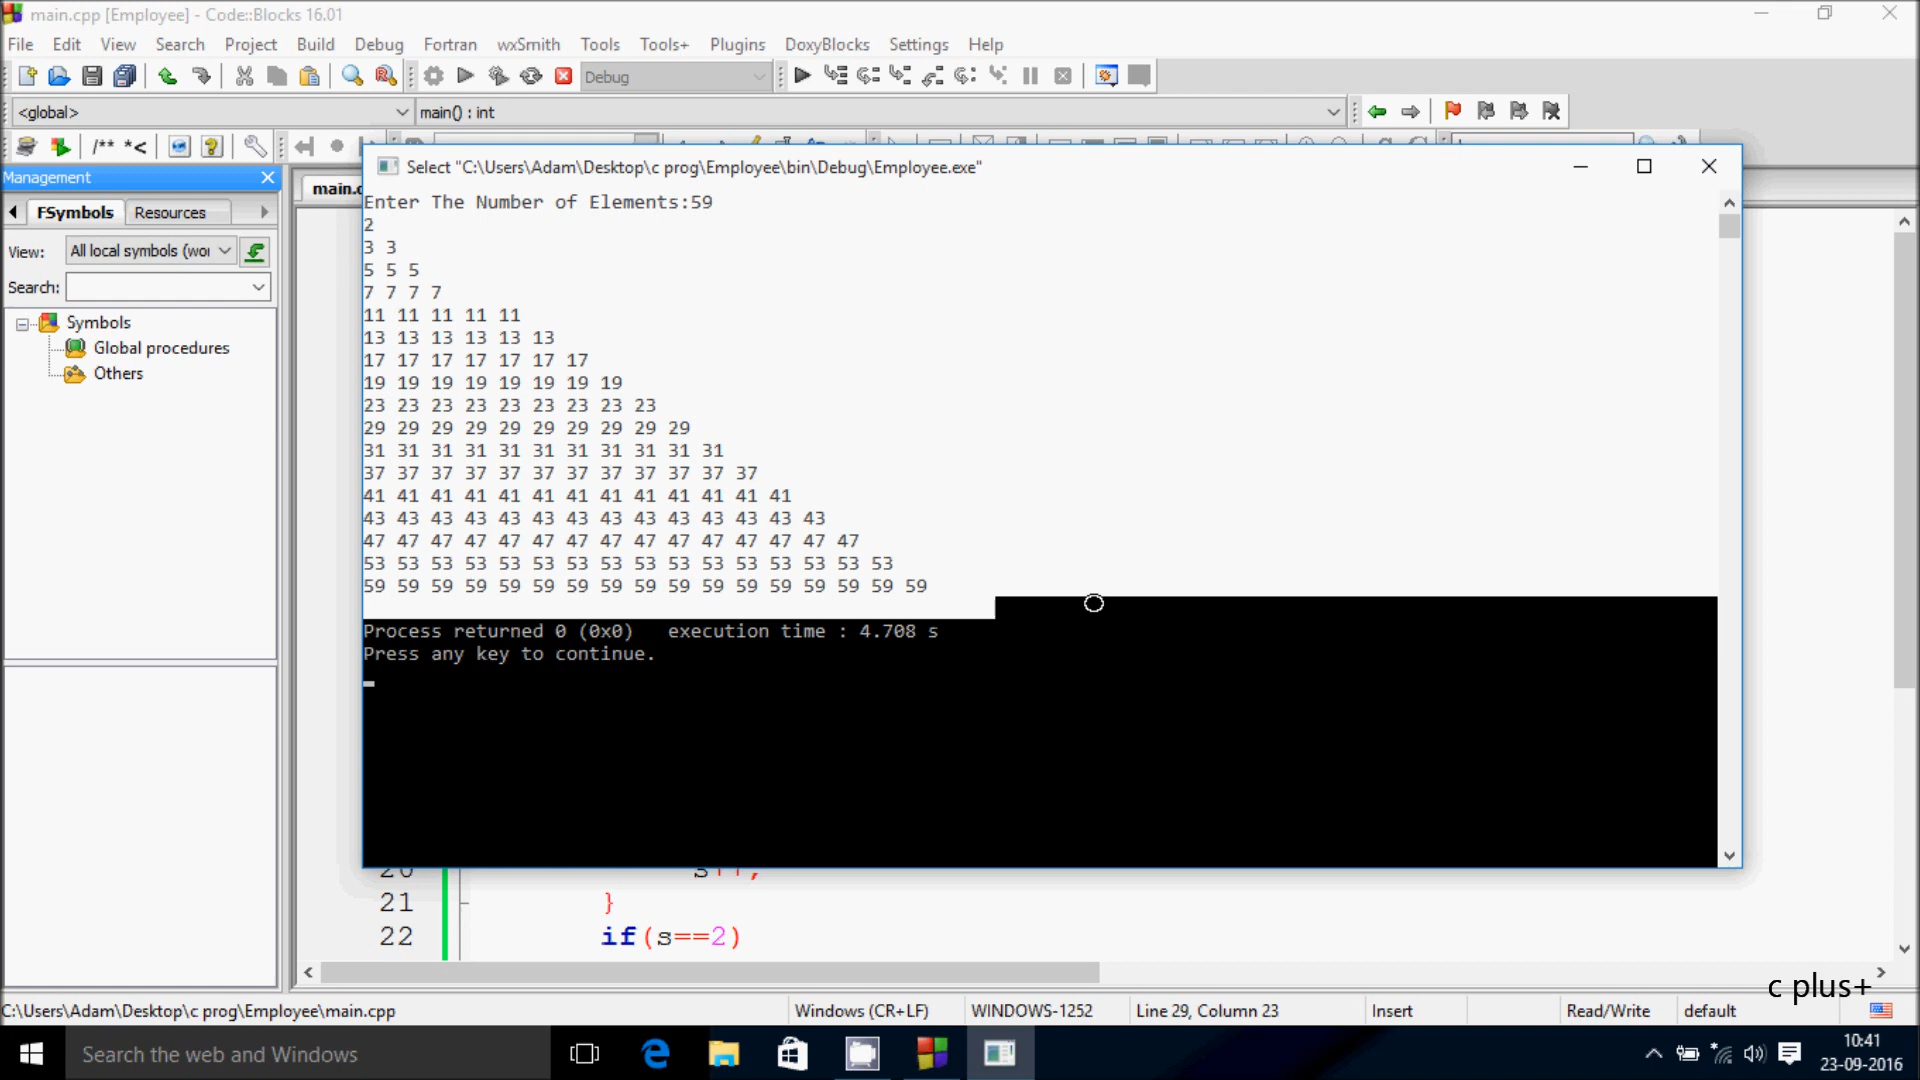 main.cpp [Employee] - Code::Blocks 16.01
File Edit View Search Project Build Debug Fortran wxSmith Tools Tools+ Plugins DoxyBlocks Settings Help
Debug
<global> main() : int
/** *<
Management
main.c
Select "C:\Users\Adam\Desktop\c prog\Employee\bin\Debug\Employee.exe"
FSymbols Resources
View: All local symbols (wor
Search:
Symbols
Global procedures
Others
Enter The Number of Elements:59
2
3 3
5 5 5
7 7 7 7
11 11 11 11 11
13 13 13 13 13 13
17 17 17 17 17 17 17
19 19 19 19 19 19 19 19
23 23 23 23 23 23 23 23 23
29 29 29 29 29 29 29 29 29 29
31 31 31 31 31 31 31 31 31 31 31
37 37 37 37 37 37 37 37 37 37 37 37
41 41 41 41 41 41 41 41 41 41 41 41 41
43 43 43 43 43 43 43 43 43 43 43 43 43 43
47 47 47 47 47 47 47 47 47 47 47 47 47 47 47
53 53 53 53 53 53 53 53 53 53 53 53 53 53 53 53
59 59 59 59 59 59 59 59 59 59 59 59 59 59 59 59 59
Process returned 0 (0x0)   execution time : 4.708 s
Press any key to continue.
20 s++;
21 }
22 if(s==2)
c plus+
C:\Users\Adam\Desktop\c prog\Employee\main.cpp Windows (CR+LF) WINDOWS-1252 Line 29, Column 23 Insert Read/Write default
Search the web and Windows
10:41
23-09-2016